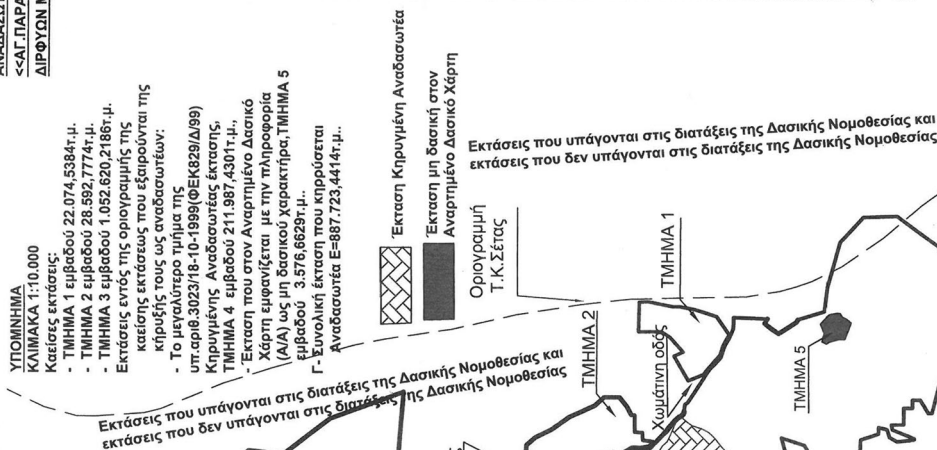 ΑΝΑΔΑΣΩΤ
<<ΑΓ.ΠΑΡΑ
ΔΙΡΦΥΩΝ Μ
ΥΠΟΜΝΗΜΑ
ΚΛΙΜΑΚΑ 1:10.000
Καείσες εκτάσεις:
- ΤΜΗΜΑ 1 εμβαδού 22.074,5384τ.μ.
- ΤΜΗΜΑ 2 εμβαδού 28.592,7774τ.μ.
- ΤΜΗΜΑ 3 εμβαδού 1.052.620,2186τ.μ.
Εκτάσεις εντός της οριογραμμής της
καείσης εκτάσεως που εξαιρούνται της
κήρυξής τους ως αναδασωτέων:
- Το μεγαλύτερο τμήμα της
υπ.αριθ.3023/18-10-1999(ΦΕΚ829/Δ/99)
Κηρυγμένης Αναδασωτέας έκτασης,
ΤΜΗΜΑ 4 εμβαδού 211.987,4301τ.μ.,
- Έκταση που στον Αναρτημένο Δασικό
Χάρτη εμφανίζεται με την πληροφορία
(Α/Α) ως μη δασικού χαρακτήρα,ΤΜΗΜΑ 5
εμβαδού 3.576,6629τ.μ..
Γ- Συνολική έκταση που κηρρύσεται
Αναδασωτέα Ε=887.723,4414τ.μ..
Έκταση Κηρυγμένη Αναδασωτέα
Έκταση μη δασική στον
Αναρτημένο Δασικό Χάρτη
Οριογραμμή
Τ.Κ.Σέτας
Εκτάσεις που υπάγονται στις διατάξεις της Δασικής Νομοθεσίας και
εκτάσεις που δεν υπάγονται στις διατάξεις της Δασικής Νομοθεσίας
Εκτάσεις που υπάγονται στις διατάξεις της Δασικής Νομοθεσίας και
εκτάσεις που δεν υπάγονται στις διατάξεις της Δασικής Νομοθεσίας
ΤΜΗΜΑ 1
ΤΜΗΜΑ 2
Χωμάτινη οδός
ΤΜΗΜΑ 5